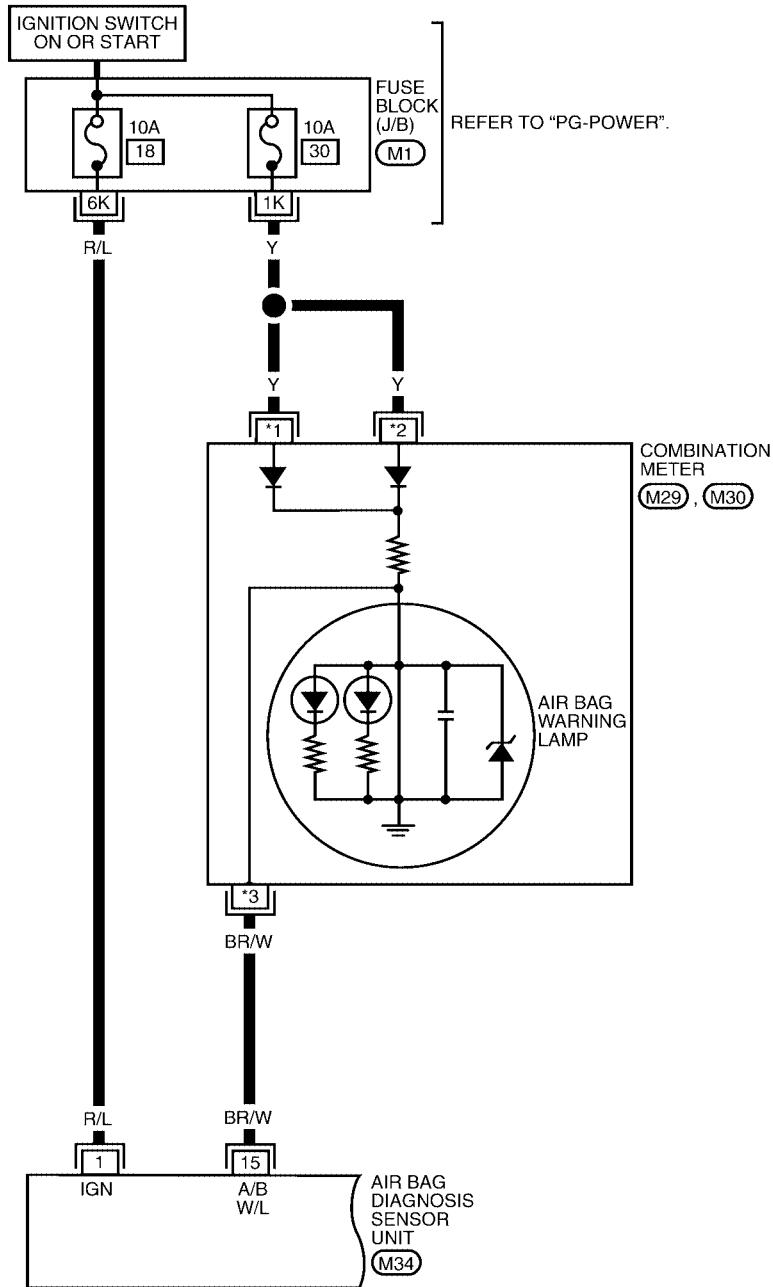 IGNITION SWITCH
ON OR START
FUSE
BLOCK
(J/B)
M1
REFER TO "PG-POWER".
10A
18
10A
30
6K
1K
R/L
Y
Y
Y
*1
*2
COMBINATION
METER
M29 , M30
AIR BAG
WARNING
LAMP
*3
BR/W
R/L
BR/W
1
15
IGN
A/B
W/L
AIR BAG
DIAGNOSIS
SENSOR
UNIT
M34